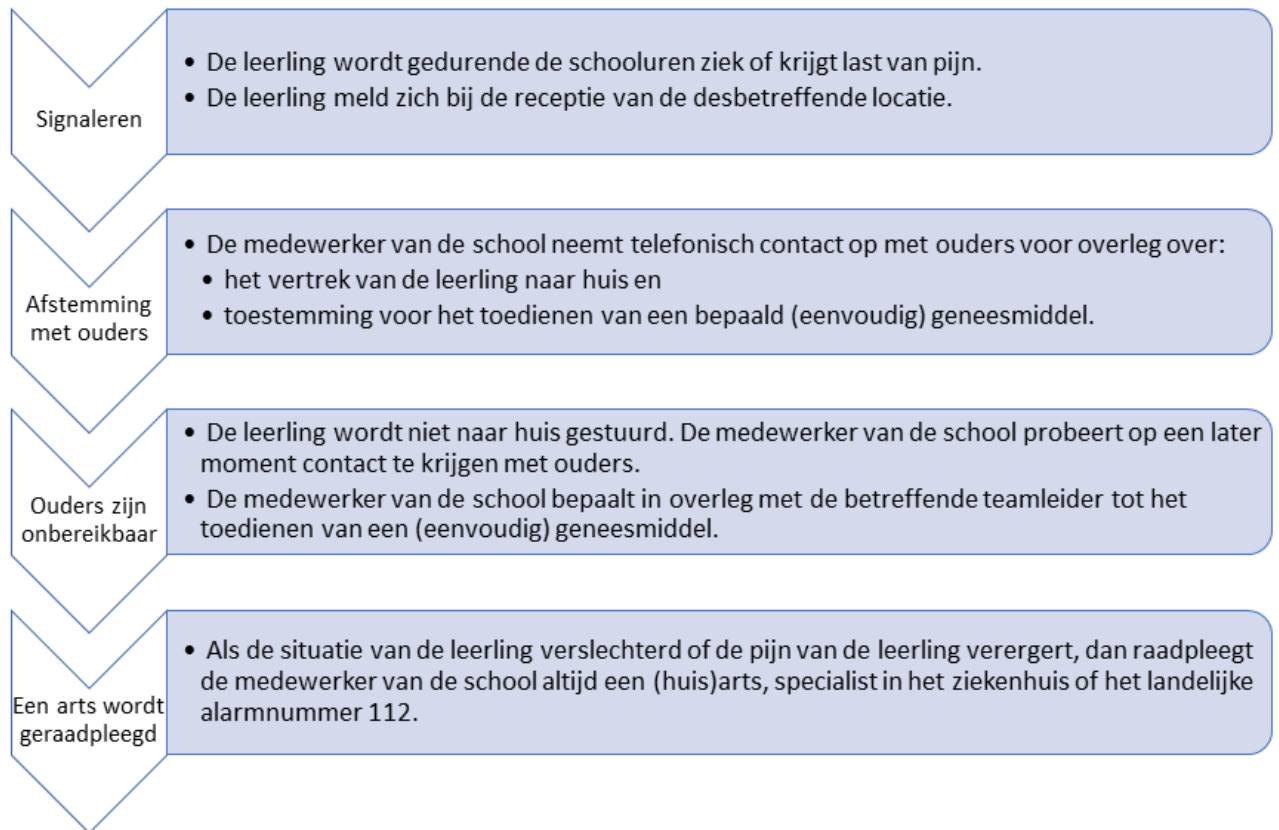 Signaleren
• De leerling wordt gedurende de schooluren ziek of krijgt last van pijn.
• De leerling meld zich bij de receptie van de desbetreffende locatie.
Afstemming
met ouders
• De medewerker van de school neemt telefonisch contact op met ouders voor overleg over:
• het vertrek van de leerling naar huis en
• toestemming voor het toedienen van een bepaald (eenvoudig) geneesmiddel.
Ouders zijn
onbereikbaar
• De leerling wordt niet naar huis gestuurd. De medewerker van de school probeert op een later
moment contact te krijgen met ouders.
• De medewerker van de school bepaalt in overleg met de betreffende teamleider tot het
toedienen van een (eenvoudig) geneesmiddel.
Een arts wordt
geraadpleegd
• Als de situatie van de leerling verslechterd of de pijn van de leerling verergert, dan raadpleegt
de medewerker van de school altijd een (huis)arts, specialist in het ziekenhuis of het landelijke
alarmnummer 112.